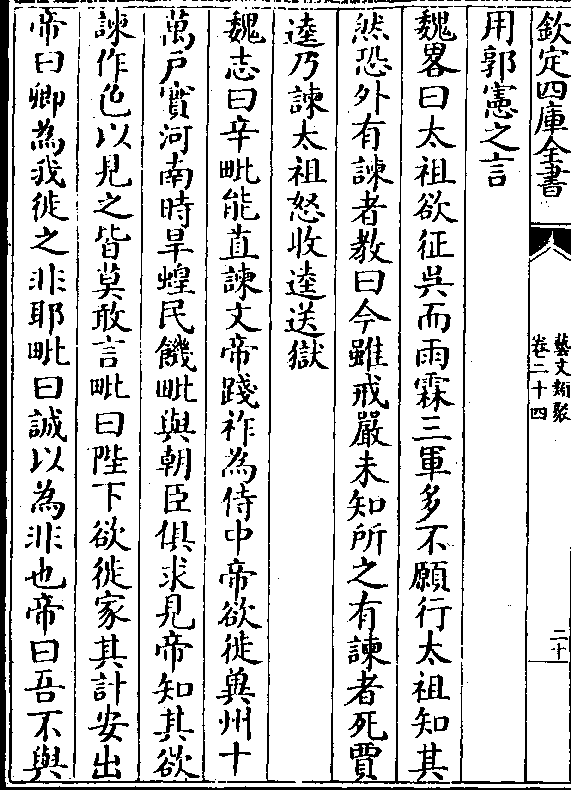 欽定四庫全書
藝文類聚
卷二十四
二十
用郭憲之言
魏畧曰太祖欲征吳而雨霖三軍多不願行太祖知其
然恐外有諫者教曰今雖戒嚴未知所之有諫者死賈
逵乃諫太祖怒收逵送獄
魏志曰辛毗能直諫文帝踐祚為侍中帝欲徙冀州十
萬戶實河南時旱蝗民饑毗與朝臣俱求見帝知其欲
諫作色以見之皆莫敢言毗曰陛下欲徙家其計安出
帝曰卿為我徙之非耶毗曰誠以為非也帝曰吾不與